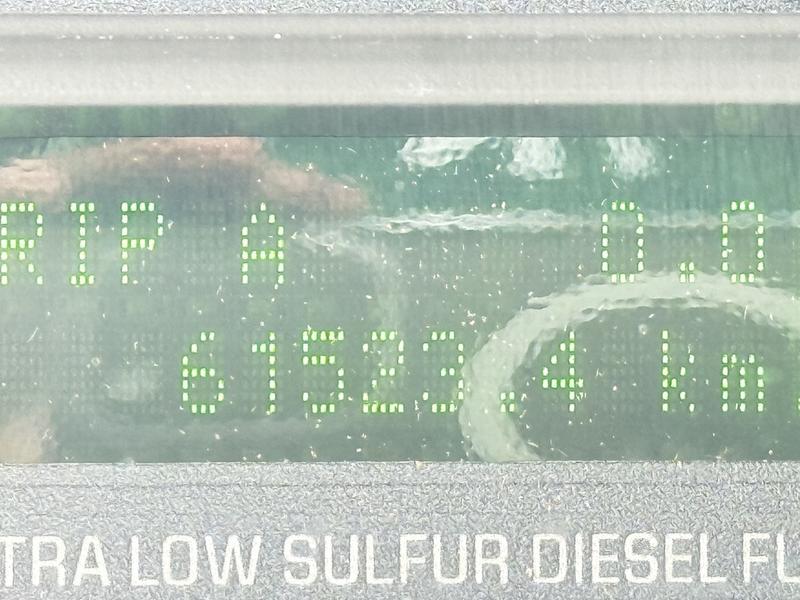 RIP A 0.0
61523.4 km
TRA LOW SULFUR DIESEL FU